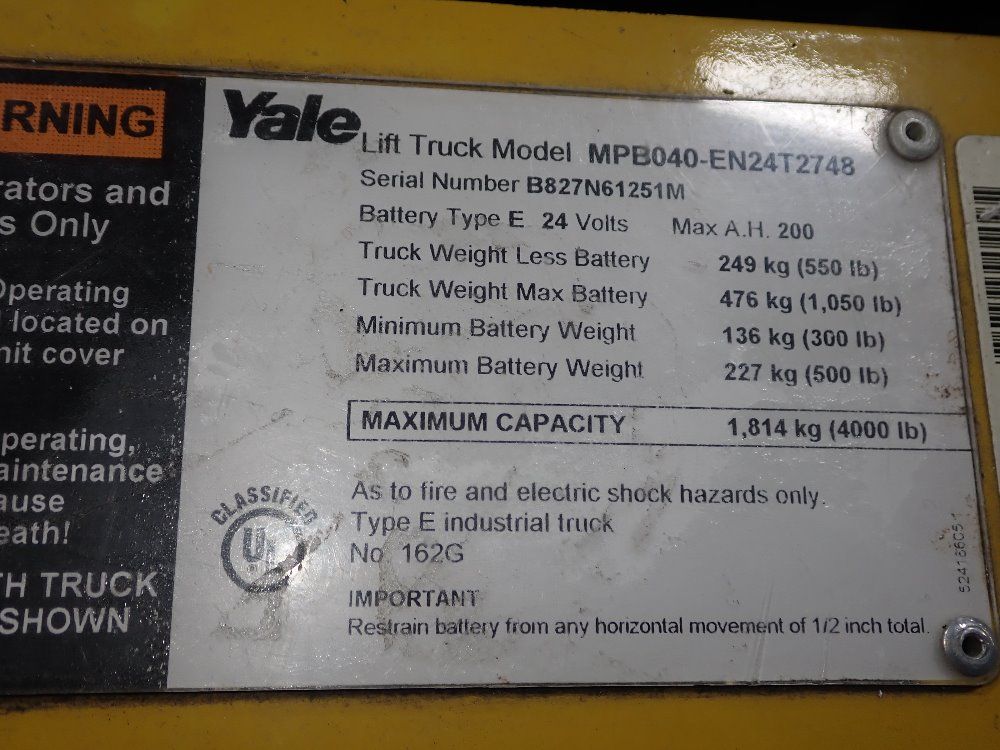 RNING
rators and
s Only
Operating
located on
nit cover
perating,
aintenance
ause
eath!
TH TRUCK
SHOWN
Yale
Lift Truck Model MPB040-EN24T2748
Serial Number B827N61251M
Battery Type E 24 Volts Max A.H. 200
Truck Weight Less Battery 249 kg (550 lb)
Truck Weight Max Battery 476 kg (1,050 lb)
Minimum Battery Weight 136 kg (300 lb)
Maximum Battery Weight 227 kg (500 lb)
MAXIMUM CAPACITY 1,814 kg (4000 lb)
CLASSIFIED
UL
As to fire and electric shock hazards only.
Type E industrial truck
No 162G
IMPORTANT
Restrain battery from any horizontal movement of 1/2 inch total.